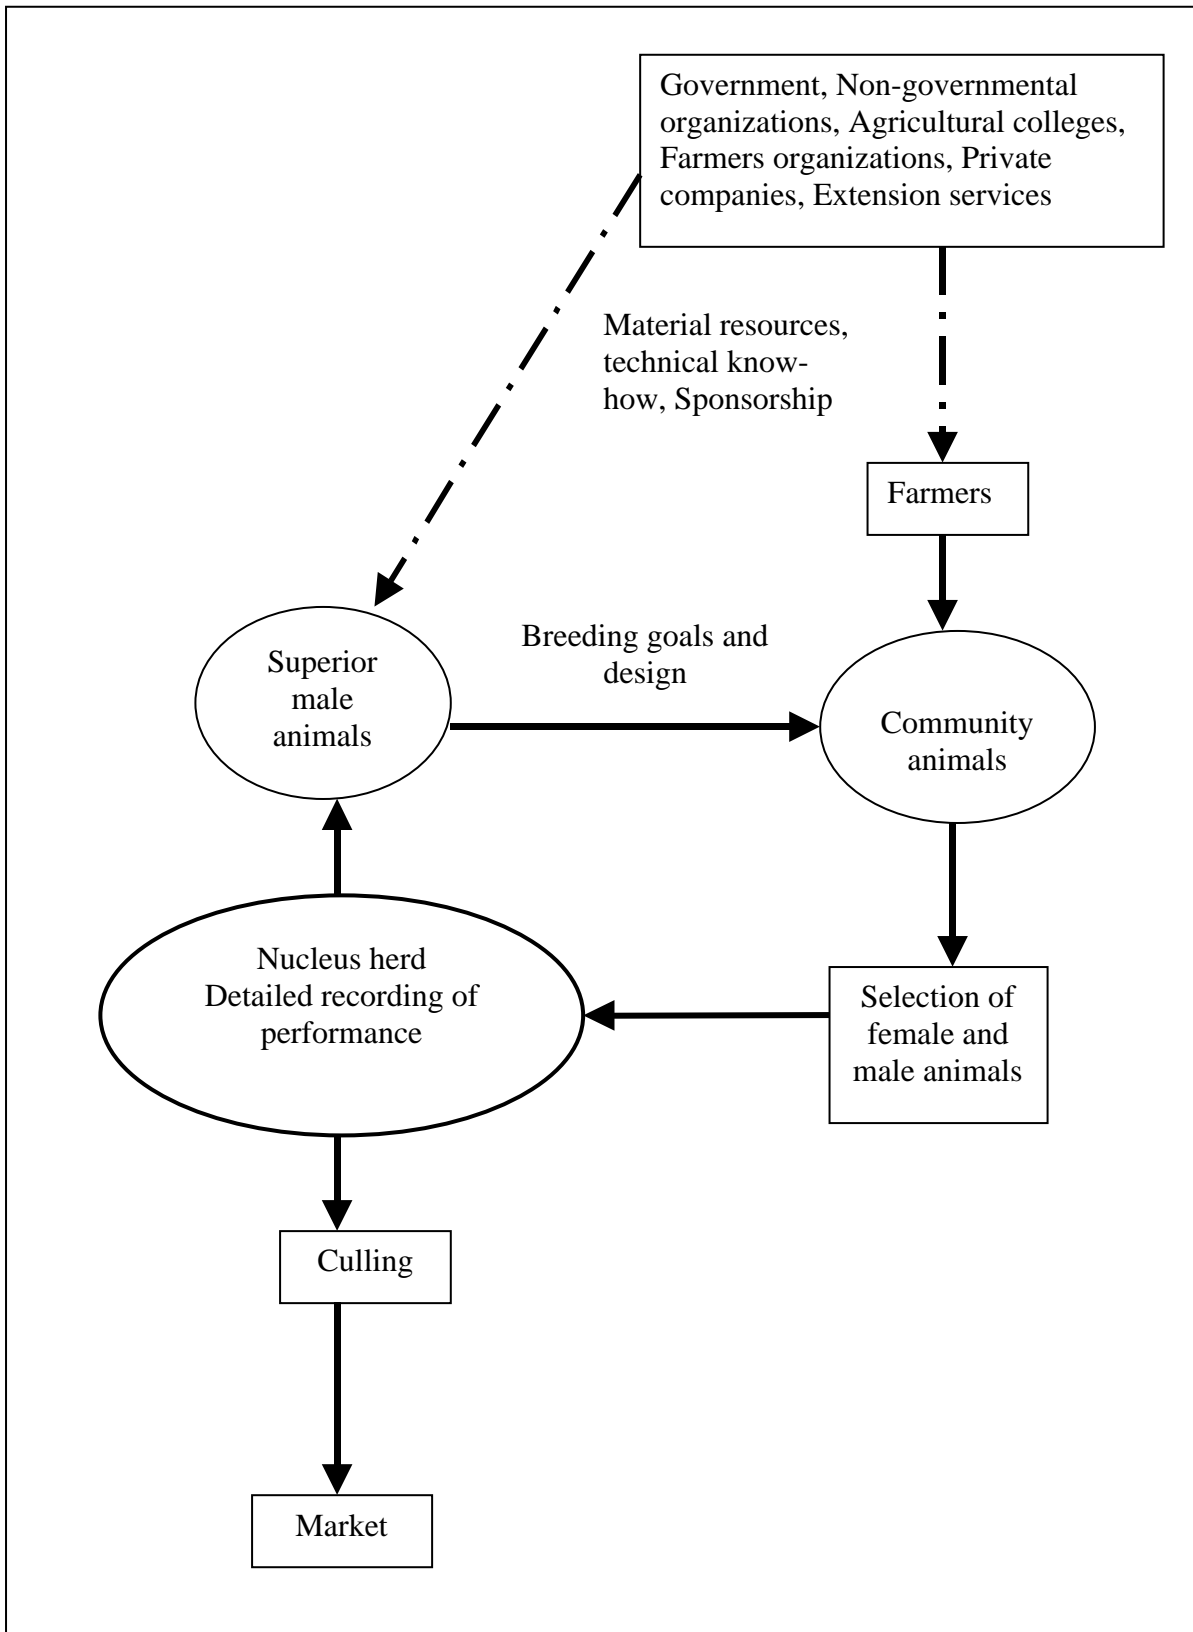 Government, Non-governmental
organizations, Agricultural colleges,
Farmers organizations, Private
companies, Extension services
Material resources,
technical know-
how, Sponsorship
Farmers
Breeding goals and
design
Superior
male
animals
Community
animals
Nucleus herd
Detailed recording of
performance
Selection of
female and
male animals
Culling
Market